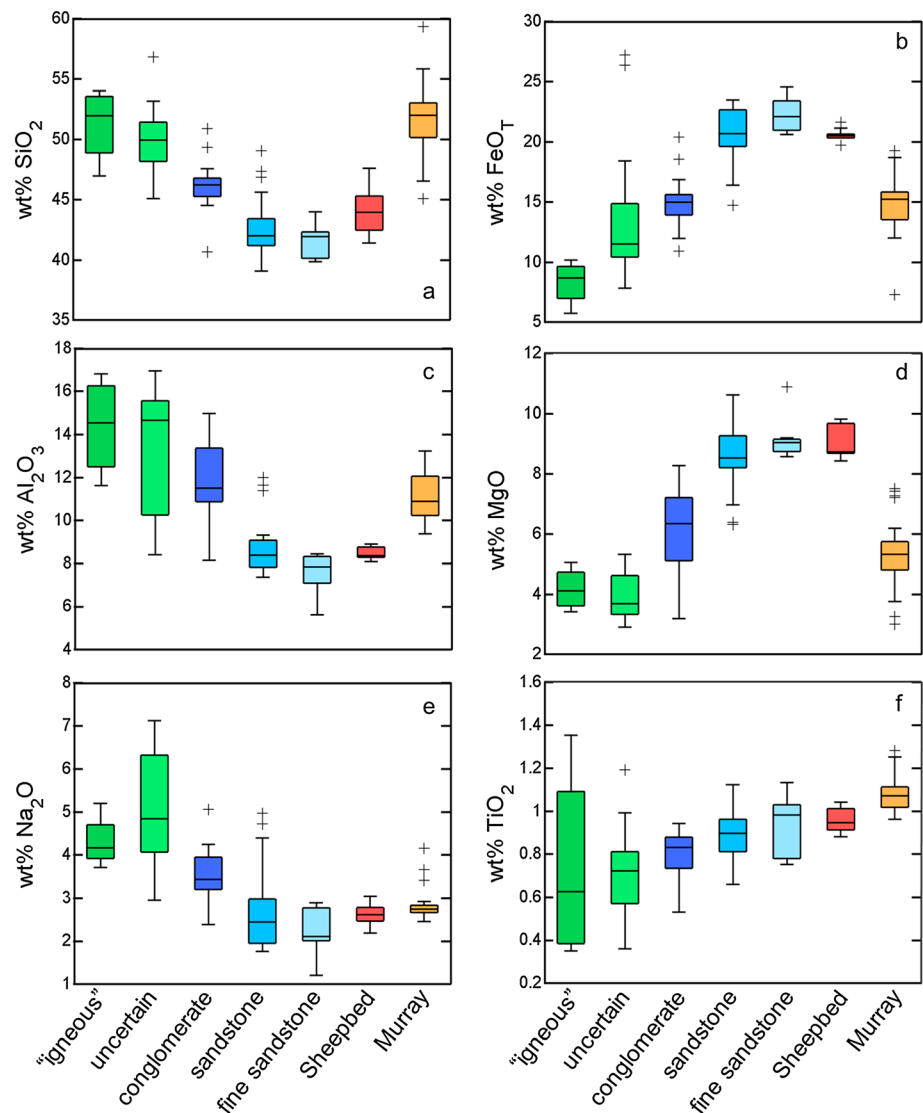 60
55
50
45
40
35
wt% SiO2
a
30
25
20
15
10
5
wt% FeOT
b
18
16
14
12
10
8
6
4
wt% Al2O3
c
12
10
8
6
4
2
wt% MgO
d
8
7
6
5
4
3
2
1
wt% Na2O
e
1.6
1.4
1.2
1
0.8
0.6
0.4
0.2
wt% TiO2
f
“igneous”
uncertain
conglomerate
sandstone
fine sandstone
Sheepbed
Murray
“igneous”
uncertain
conglomerate
sandstone
fine sandstone
Sheepbed
Murray